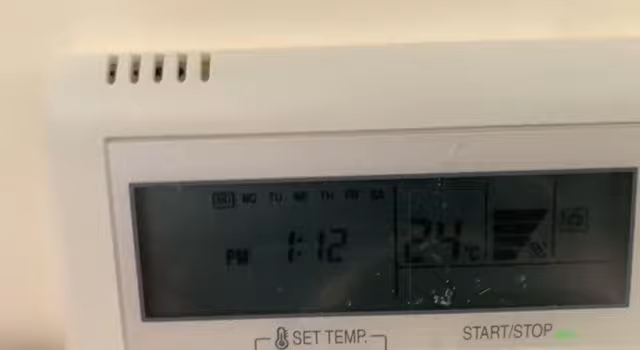 SU MO TU WE TH FR SA
PM 1:12
24°C
SET TEMP.
START/STOP